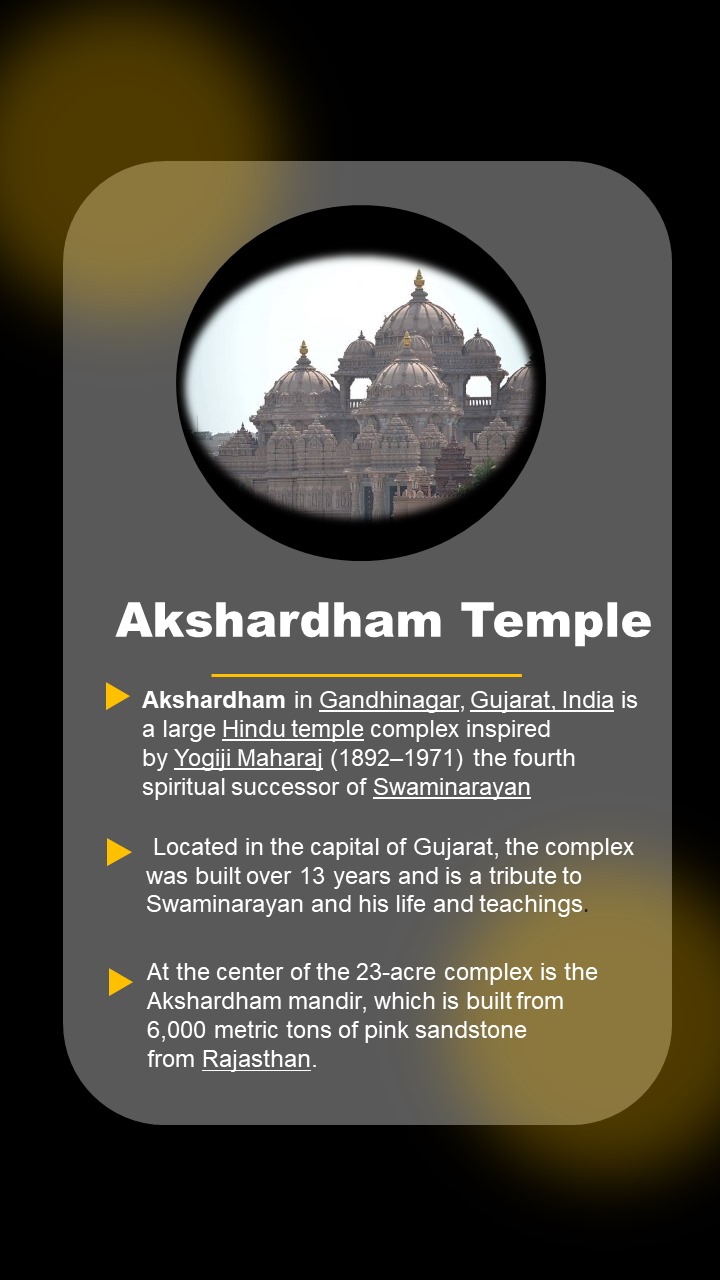 Akshardham Temple
Akshardham in Gandhinagar, Gujarat, India is
a large Hindu temple complex inspired
by Yogiji Maharaj (1892–1971) the fourth
spiritual successor of Swaminarayan
Located in the capital of Gujarat, the complex
was built over 13 years and is a tribute to
Swaminarayan and his life and teachings.
At the center of the 23-acre complex is the
Akshardham mandir, which is built from
6,000 metric tons of pink sandstone
from Rajasthan.